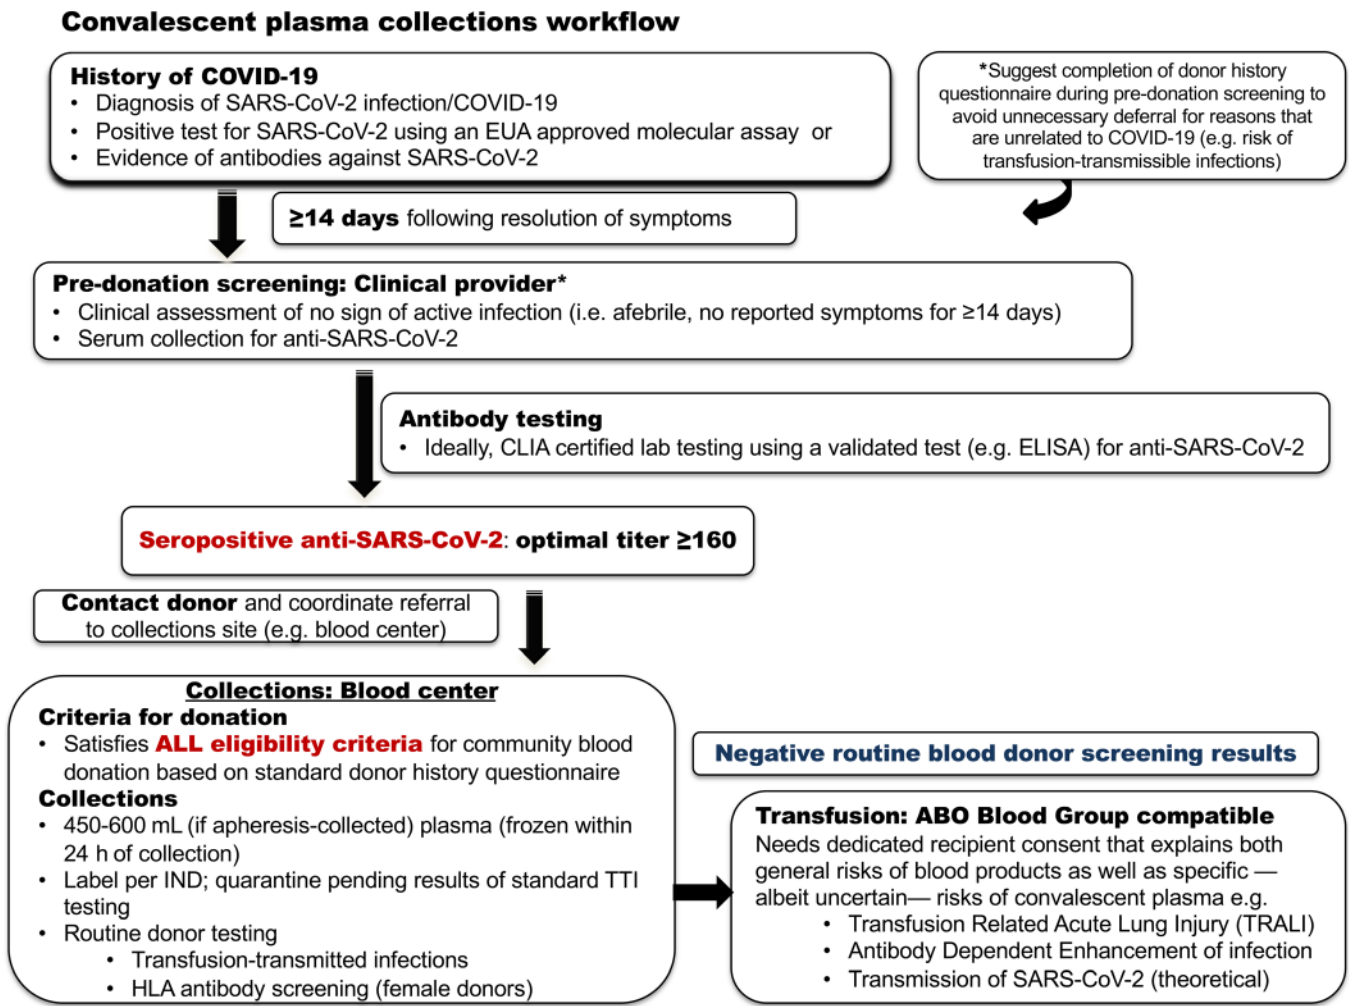 Convalescent plasma collections workflow
History of COVID-19
• Diagnosis of SARS-CoV-2 infection/COVID-19
• Positive test for SARS-CoV-2 using an EUA approved molecular assay or
• Evidence of antibodies against SARS-CoV-2
*Suggest completion of donor history
questionnaire during pre-donation screening to
avoid unnecessary deferral for reasons that
are unrelated to COVID-19 (e.g. risk of
transfusion-transmissible infections)
≥14 days following resolution of symptoms
Pre-donation screening: Clinical provider*
• Clinical assessment of no sign of active infection (i.e. afebrile, no reported symptoms for ≥14 days)
• Serum collection for anti-SARS-CoV-2
Antibody testing
• Ideally, CLIA certified lab testing using a validated test (e.g. ELISA) for anti-SARS-CoV-2
Seropositive anti-SARS-CoV-2: optimal titer ≥160
Contact donor and coordinate referral
to collections site (e.g. blood center)
Collections: Blood center
Criteria for donation
• Satisfies ALL eligibility criteria for community blood
donation based on standard donor history questionnaire
Collections
• 450-600 mL (if apheresis-collected) plasma (frozen within
24 h of collection)
• Label per IND; quarantine pending results of standard TTI
testing
• Routine donor testing
• Transfusion-transmitted infections
• HLA antibody screening (female donors)
Negative routine blood donor screening results
Transfusion: ABO Blood Group compatible
Needs dedicated recipient consent that explains both
general risks of blood products as well as specific —
albeit uncertain— risks of convalescent plasma e.g.
• Transfusion Related Acute Lung Injury (TRALI)
• Antibody Dependent Enhancement of infection
• Transmission of SARS-CoV-2 (theoretical)